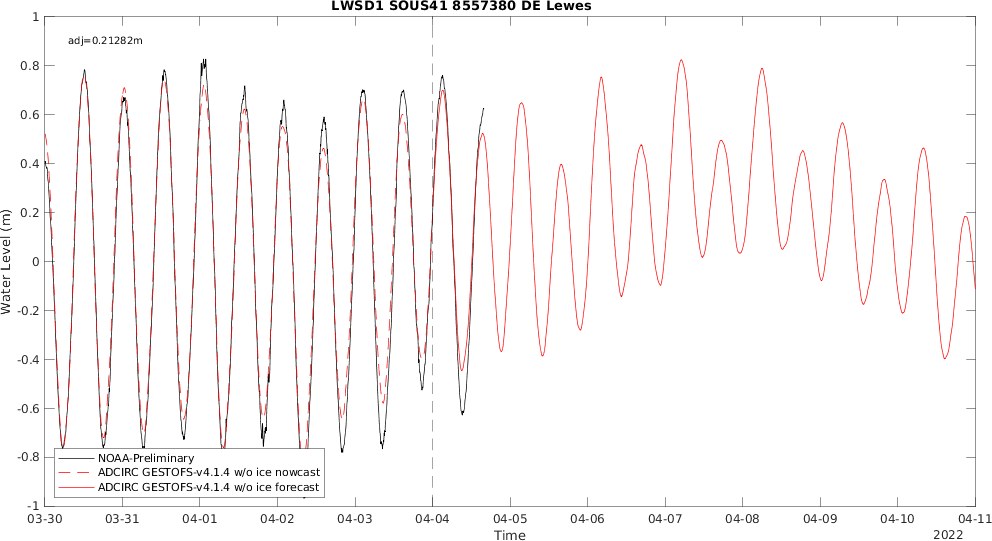 LWSD1 SOUS41 8557380 DE Lewes
adj=0.21282m
Water Level (m)
1
0.8
0.6
0.4
0.2
0
-0.2
-0.4
-0.6
-0.8
-1
NOAA-Preliminary
ADCIRC GESTOFS-v4.1.4 w/o ice nowcast
ADCIRC GESTOFS-v4.1.4 w/o ice forecast
03-30 03-31 04-01 04-02 04-03 04-04 04-05 04-06 04-07 04-08 04-09 04-10 04-11
Time
2022